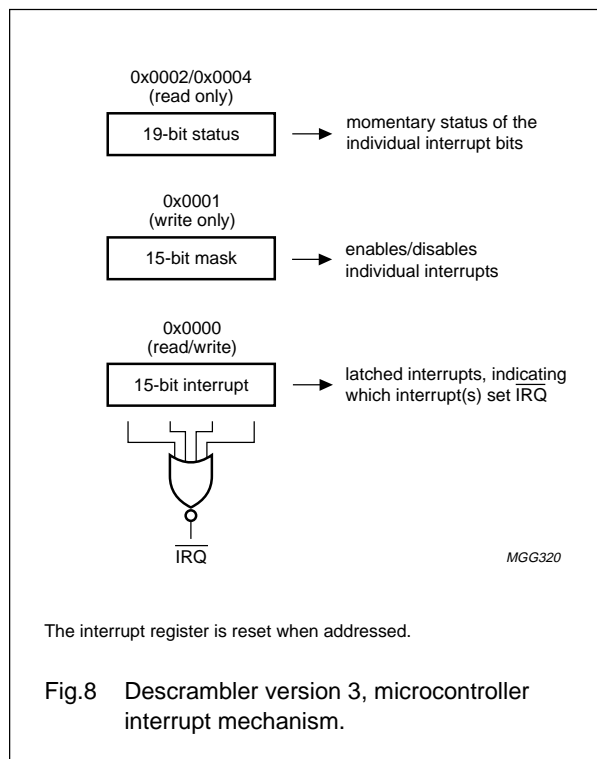 0x0002/0x0004
(read only)
19-bit status
momentary status of the
individual interrupt bits
0x0001
(write only)
15-bit mask
enables/disables
individual interrupts
0x0000
(read/write)
15-bit interrupt
latched interrupts, indicating
which interrupt(s) set I̅R̅Q̅
I̅R̅Q̅
MGG320
The interrupt register is reset when addressed.
Fig.8 Descrambler version 3, microcontroller
interrupt mechanism.